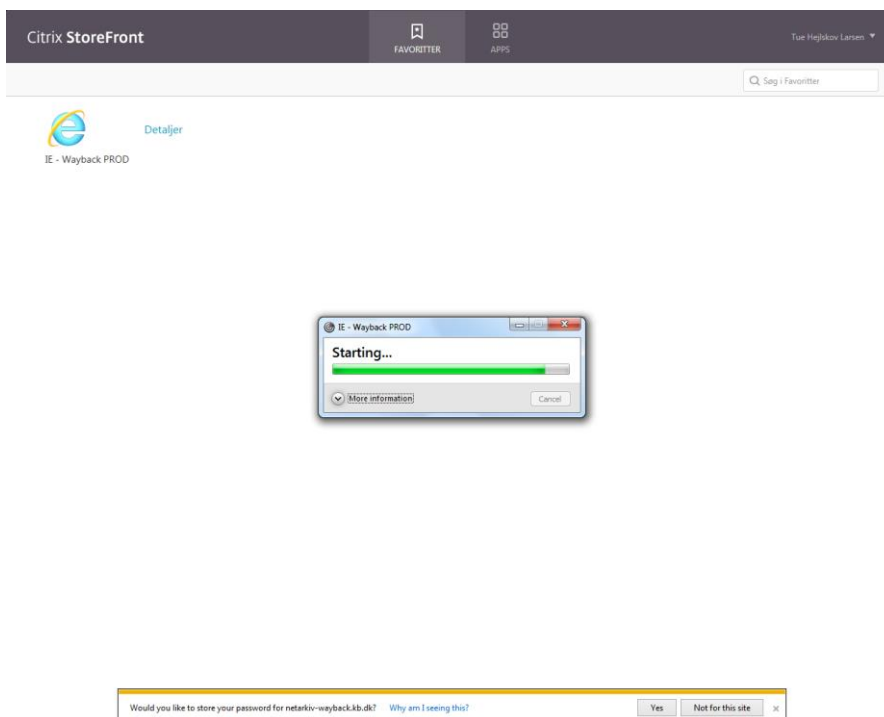 Citrix StoreFront
FAVORITTER
APPS
Tue Hejlskov Larsen
Søg i Favoritter
Detaljer
IE - Wayback PROD
IE - Wayback PROD
Starting...
More information
Cancel
Would you like to store your password for netarkiv-wayback.kb.dk? Why am I seeing this? Yes Not for this site